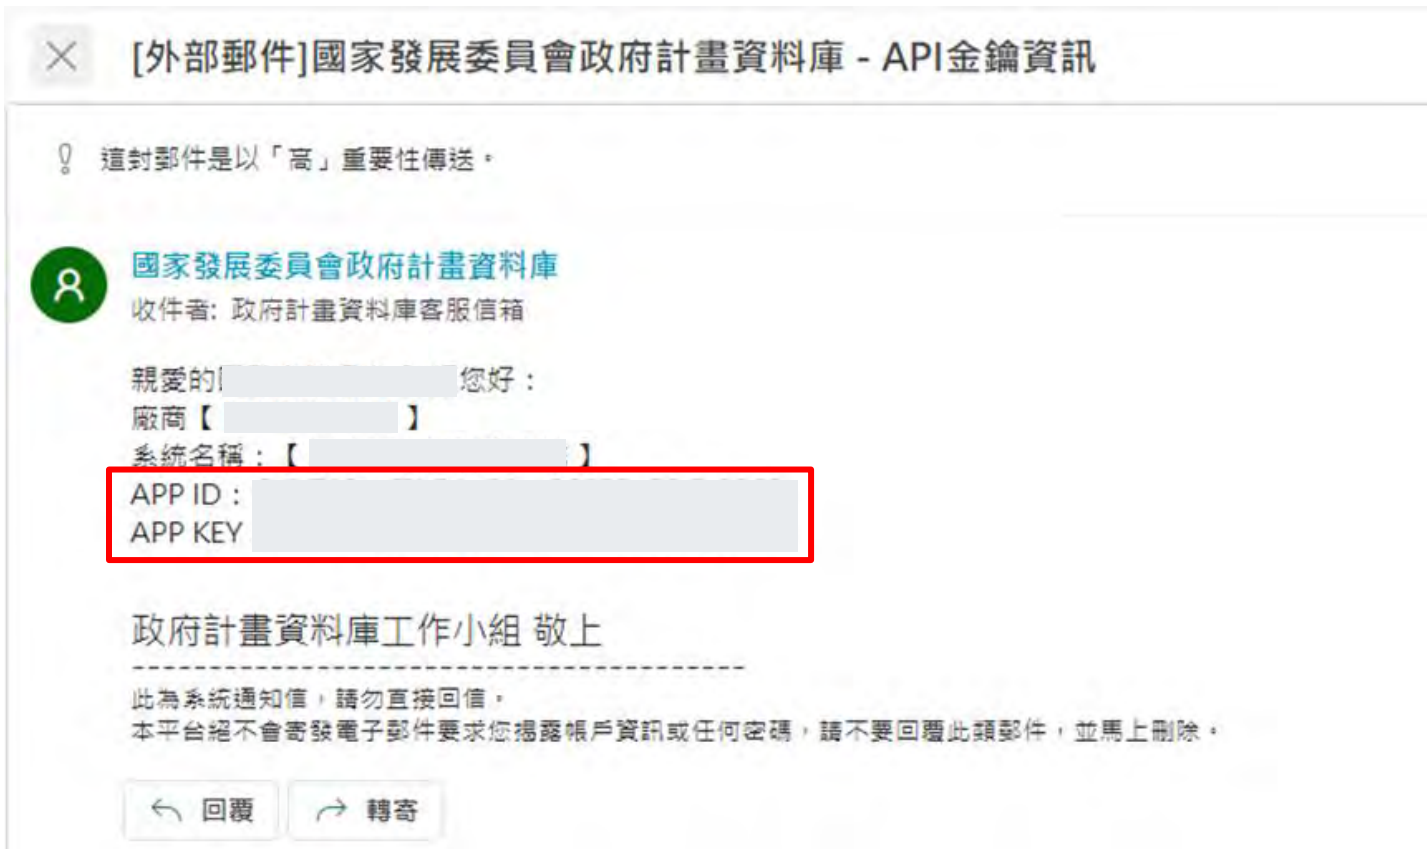 [外部郵件]國家發展委員會政府計畫資料庫 - API金鑰資訊
這封郵件是以「高」重要性傳送。
國家發展委員會政府計畫資料庫
收件者: 政府計畫資料庫客服信箱
親愛的 您好：
廠商【 】
系統名稱：【 】
APP ID：
APP KEY
政府計畫資料庫工作小組 敬上
----------------------------------------
此為系統通知信，請勿直接回信。
本平台絕不會寄發電子郵件要求您揭露帳戶資訊或任何密碼，請不要回覆此類郵件，並馬上刪除。
回覆
轉寄